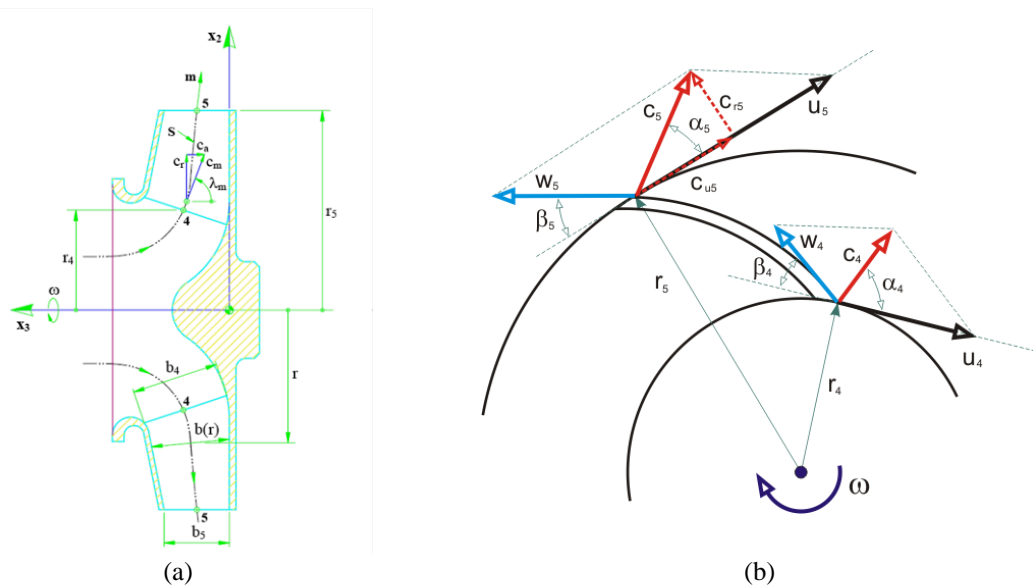 x₂
m
5
s
cₐ
cᵣ
cₘ
λₘ
4
r₄
r₅
ω
x₃
b₄
r
4
b(r)
5
b₅
(a)
c₅
cᵣ₅
u₅
α₅
w₅
cᵤ₅
β₅
w₄
c₄
β₄
α₄
r₅
u₄
r₄
ω
(b)